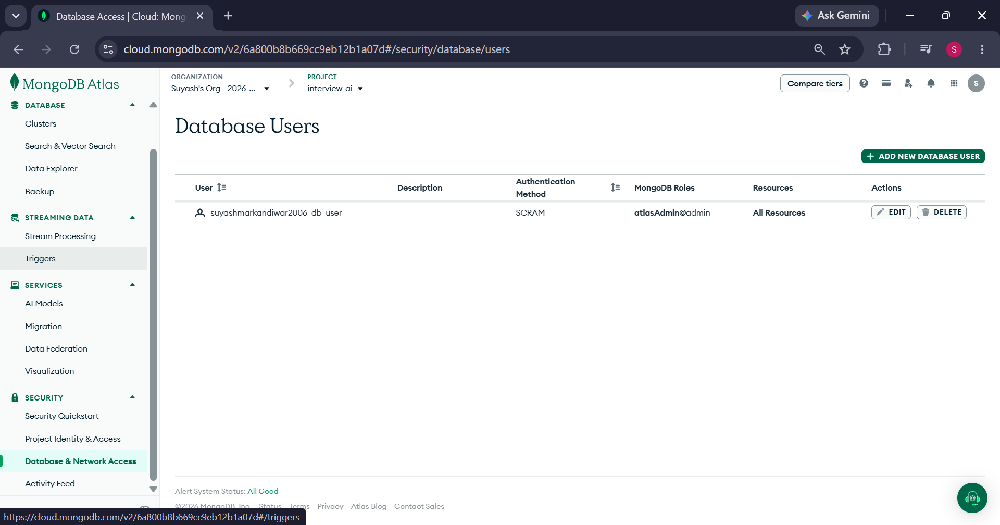 Database Access | Cloud: Mong
Ask Gemini
cloud.mongodb.com/v2/6a800b8b669cc9eb12b1a07d#/security/database/users
S
MongoDB Atlas
ORGANIZATION
Suyash's Org - 2026-...
PROJECT
interview-ai
Compare tiers
S
DATABASE
Clusters
Search & Vector Search
Data Explorer
Backup
STREAMING DATA
Stream Processing
Triggers
SERVICES
AI Models
Migration
Data Federation
Visualization
SECURITY
Security Quickstart
Project Identity & Access
Database & Network Access
Activity Feed
Database Users
ADD NEW DATABASE USER
User Description Authentication Method MongoDB Roles Resources Actions
suyashmarkandiwar2006_db_user SCRAM atlasAdmin@admin All Resources EDIT DELETE
Alert System Status: All Good
©2026 MongoDB, Inc. Status Terms Privacy Atlas Blog Contact Sales
https://cloud.mongodb.com/v2/6a800b8b669cc9eb12b1a07d#/triggers